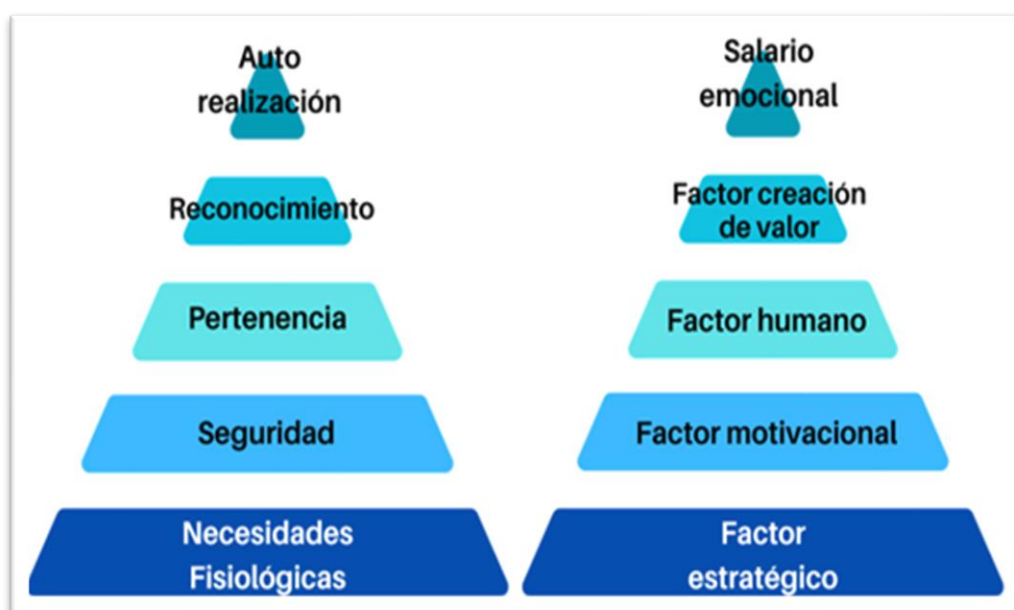 Auto
realización
Reconocimiento
Pertenencia
Seguridad
Necesidades
Fisiológicas
Salario
emocional
Factor creación
de valor
Factor humano
Factor motivacional
Factor
estratégico